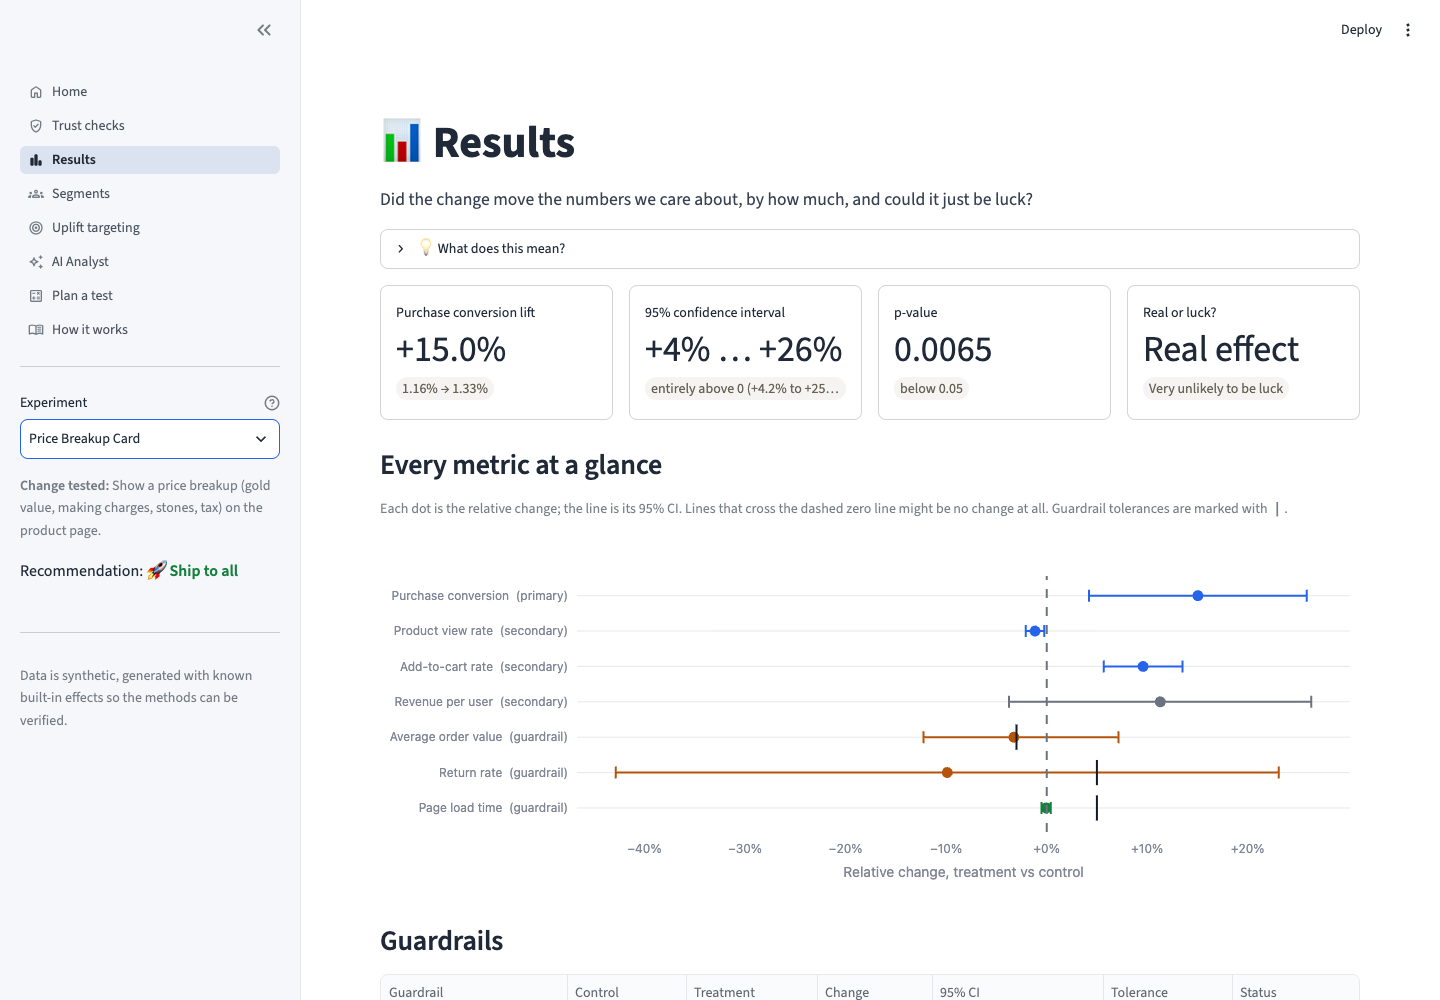 Deploy
Home
Trust checks
Results
Segments
Uplift targeting
AI Analyst
Plan a test
How it works
Experiment
Price Breakup Card
Change tested: Show a price breakup (gold
value, making charges, stones, tax) on the
product page.
Recommendation: 🚀 Ship to all
Data is synthetic, generated with known
built-in effects so the methods can be
verified.
📊 Results
Did the change move the numbers we care about, by how much, and could it just be luck?
💡 What does this mean?
Purchase conversion lift
+15.0%
1.16% → 1.33%
95% confidence interval
+4% … +26%
entirely above 0 (+4.2% to +25…
p-value
0.0065
below 0.05
Real or luck?
Real effect
Very unlikely to be luck
Every metric at a glance
Each dot is the relative change; the line is its 95% CI. Lines that cross the dashed zero line might be no change at all. Guardrail tolerances are marked with | .
Purchase conversion (primary)
Product view rate (secondary)
Add-to-cart rate (secondary)
Revenue per user (secondary)
Average order value (guardrail)
Return rate (guardrail)
Page load time (guardrail)
−40% −30% −20% −10% +0% +10% +20%
Relative change, treatment vs control
Guardrails
Guardrail Control Treatment Change 95% CI Tolerance Status